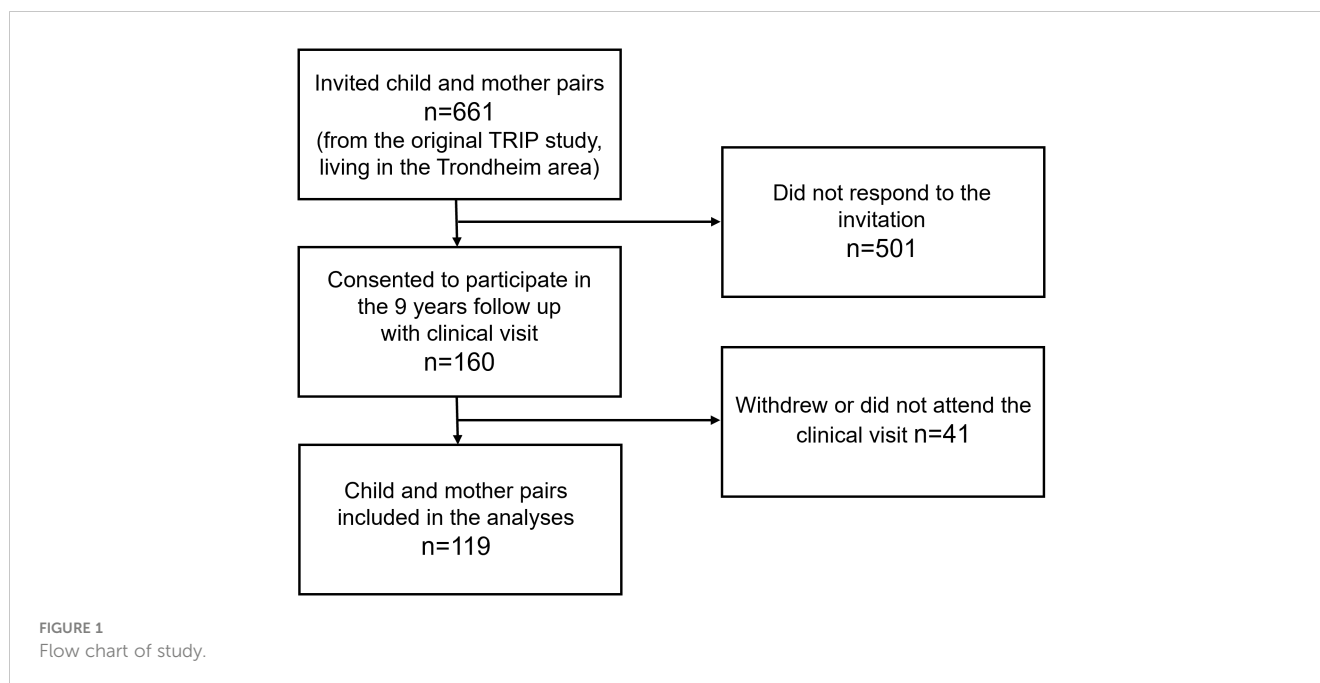 Invited child and mother pairs
n=661
(from the original TRIP study,
living in the Trondheim area)
Did not respond to the
invitation
n=501
Consented to participate in
the 9 years follow up
with clinical visit
n=160
Withdrew or did not attend the
clinical visit n=41
Child and mother pairs
included in the analyses
n=119
FIGURE 1
Flow chart of study.